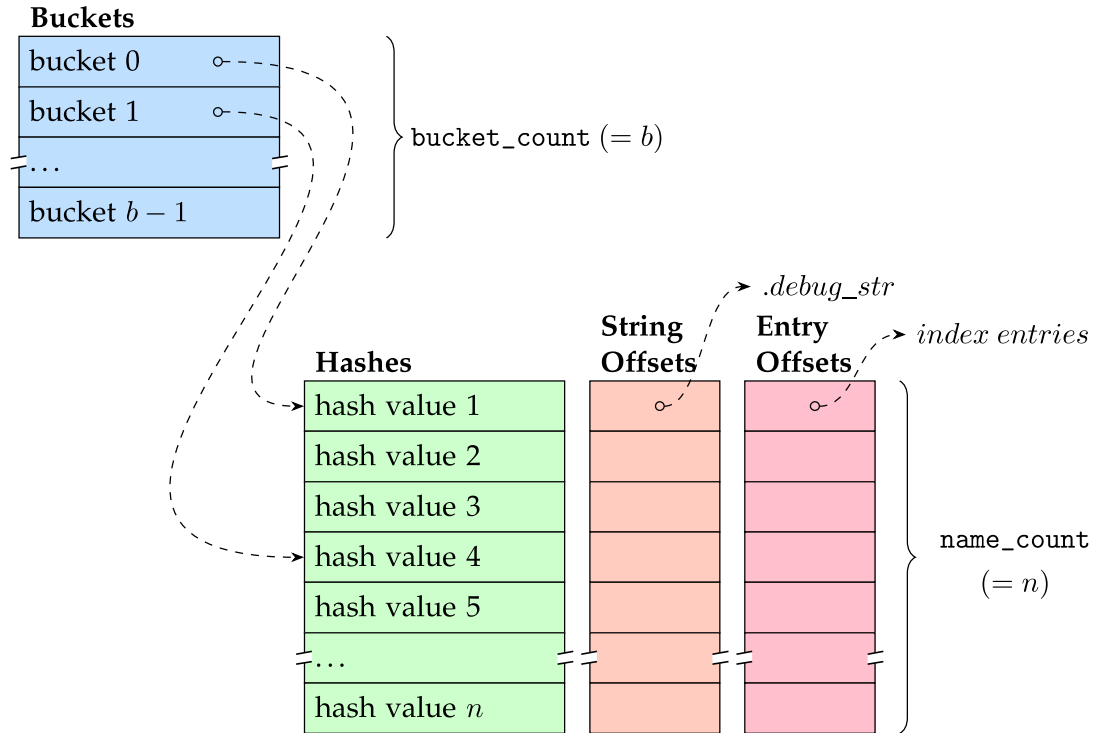 Buckets
bucket 0
bucket 1
...
bucket b − 1
bucket_count (= b)
.debug_str
String
Offsets
Entry
Offsets
index entries
Hashes
hash value 1
hash value 2
hash value 3
hash value 4
hash value 5
...
hash value n
name_count
(= n)